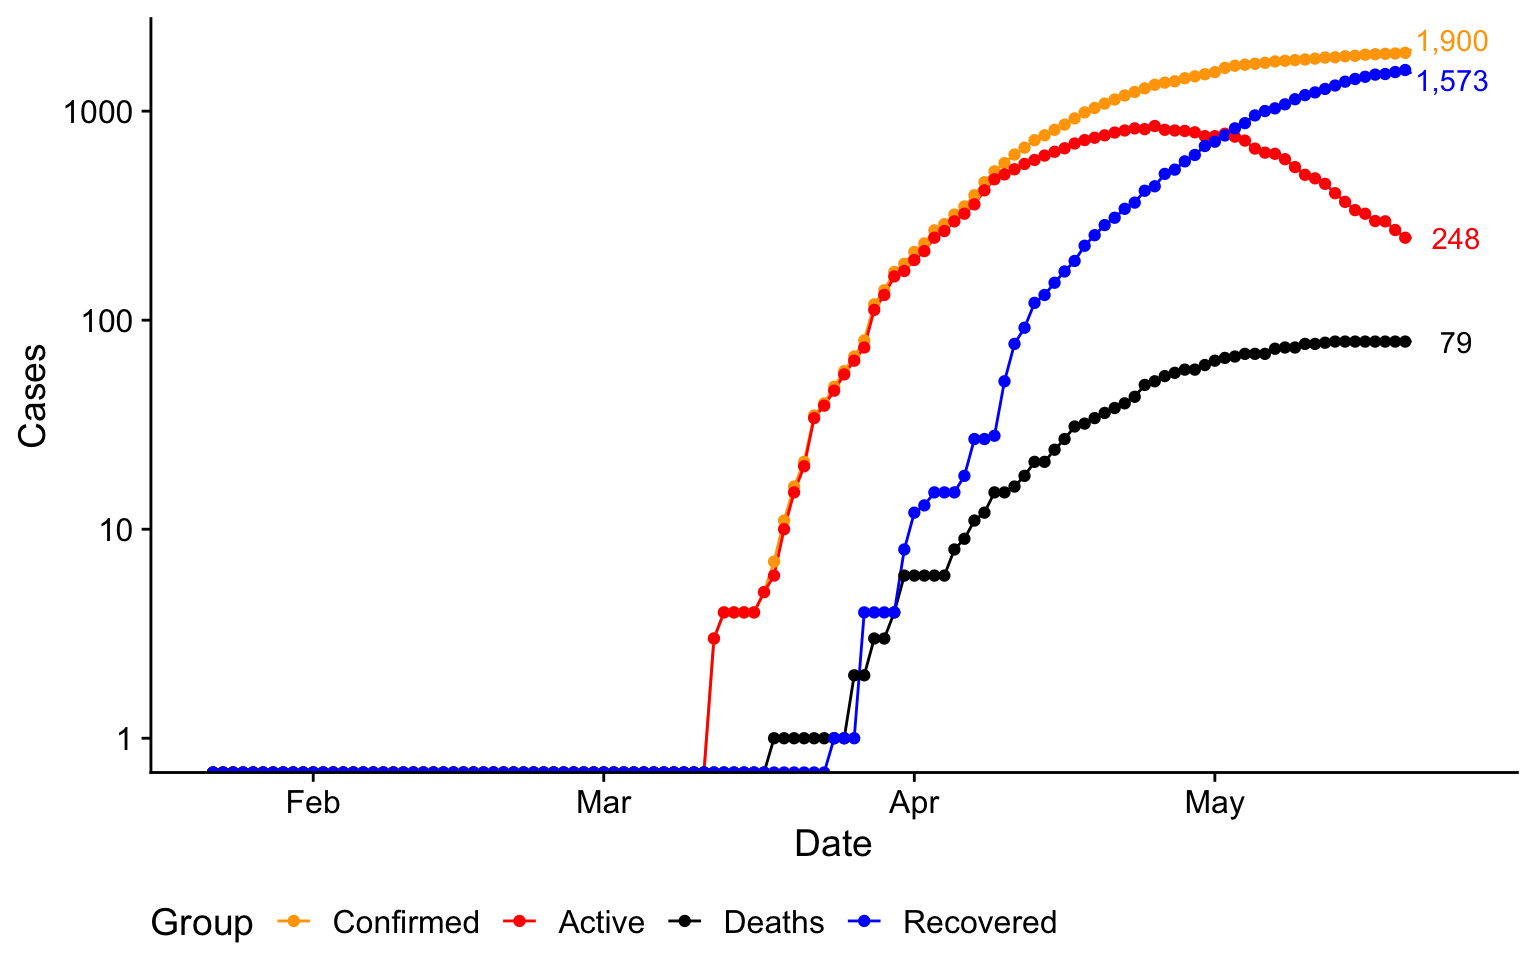 1,900
1,573
1000
248
100
79
Cases
10
1
Feb Mar Apr May
Date
Group Confirmed Active Deaths Recovered